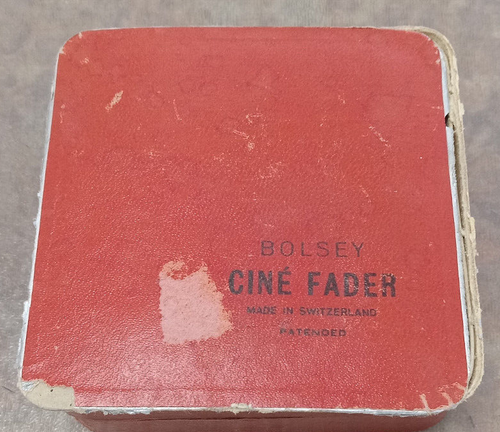 BOLSEY
CINÉ FADER
MADE IN SWITZERLAND
PATENDED